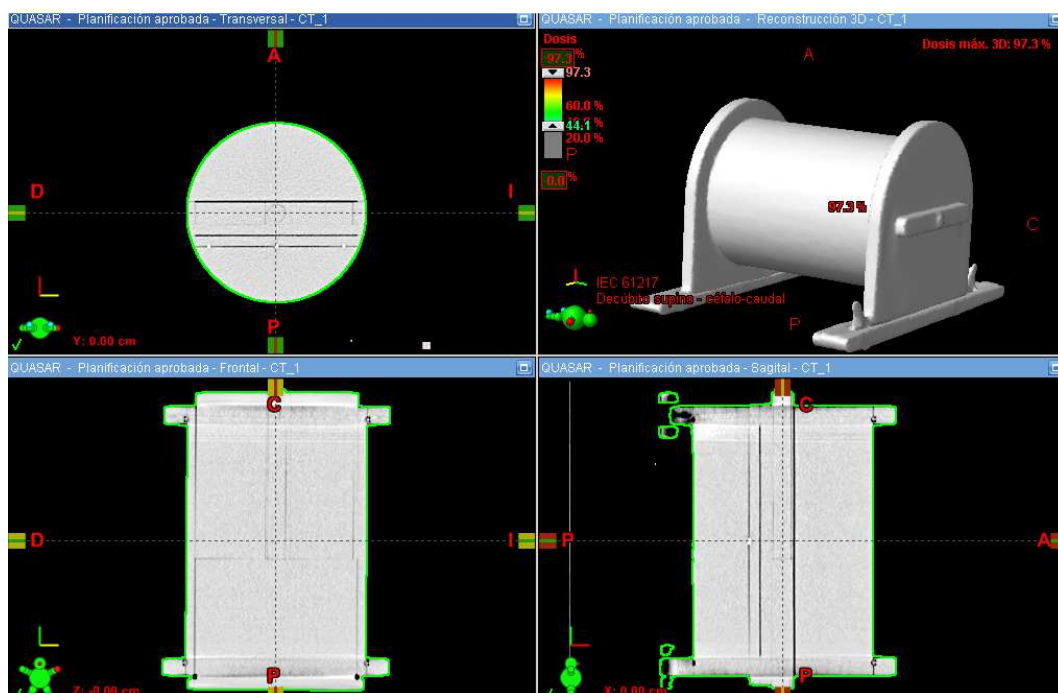 QUASAR - Planificación aprobada - Transversal - CT_1
A
D
I
P
Y: 0.00 cm
QUASAR - Planificación aprobada - Reconstrucción 3D - CT_1
Dosis
97.3 %
97.3
60.0 %
44.1
20.0 %
P
0.0 %
A
Dosis máx. 3D: 97.3 %
97.3 %
C
IEC 61217
Decúbito supino - céfalo-caudal
P
QUASAR - Planificación aprobada - Frontal - CT_1
C
D
I
P
Z: -0.00 cm
QUASAR - Planificación aprobada - Sagital - CT_1
C
P
A
P
X: 0.00 cm